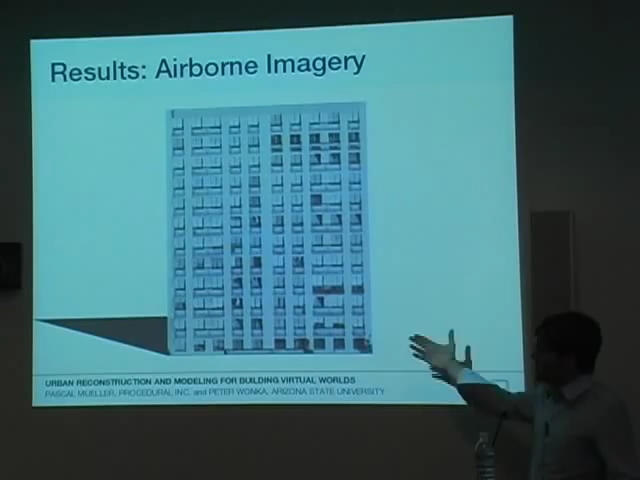 Results: Airborne Imagery
URBAN RECONSTRUCTION AND MODELING FOR BUILDING VIRTUAL WORLDS
PASCAL MUELLER, PROCEDURAL INC. and PETER WONKA, ARIZONA STATE UNIVERSITY